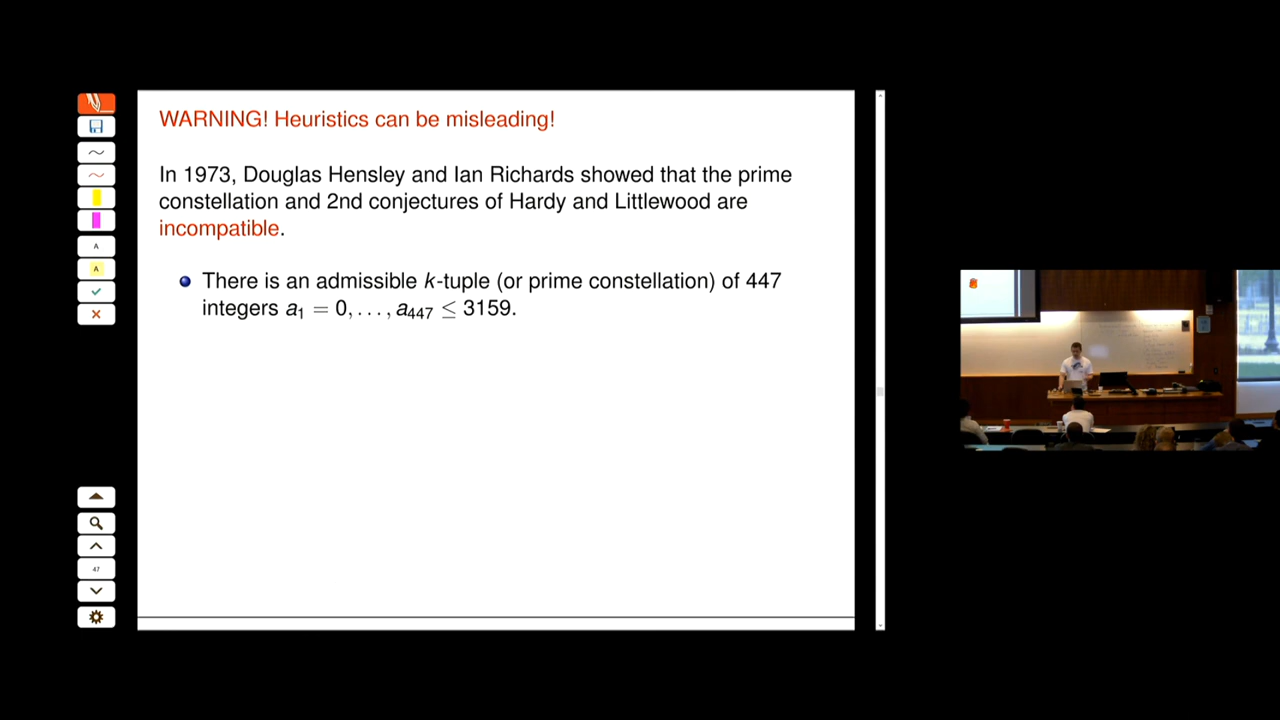 WARNING! Heuristics can be misleading!
In 1973, Douglas Hensley and Ian Richards showed that the prime
constellation and 2nd conjectures of Hardy and Littlewood are
incompatible.
There is an admissible k-tuple (or prime constellation) of 447
integers a₁ = 0, . . . , a₄₄₇ ≤ 3159.
A
A
47